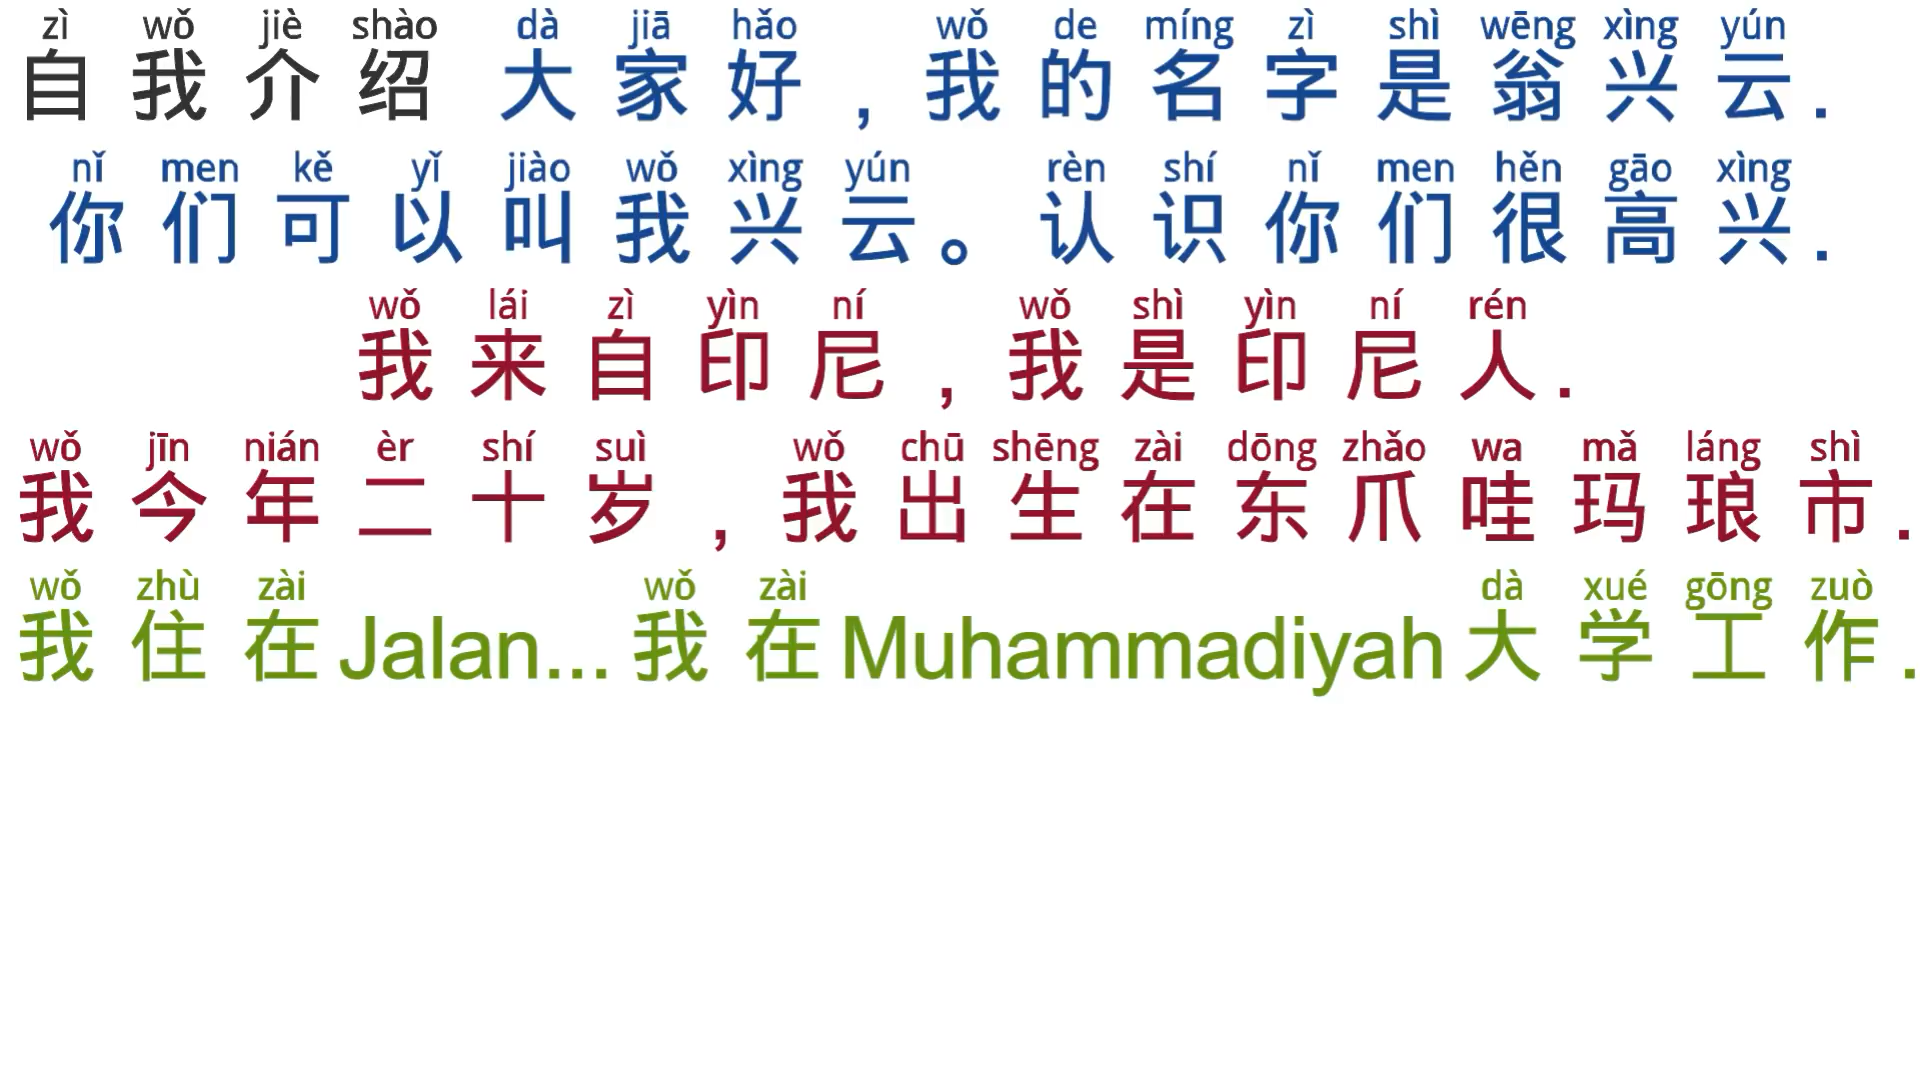 zì wǒ jiè shào dà jiā hǎo wǒ de míng zì shì wēng xìng yún
自我介绍 大家好，我的名字是翁兴云.
nǐ men kě yǐ jiào wǒ xìng yún rèn shí nǐ men hěn gāo xìng
你们可以叫我兴云。认识你们很高兴.
wǒ lái zì yìn ní wǒ shì yìn ní rén
我来自印尼，我是印尼人.
wǒ jīn nián èr shí suì wǒ chū shēng zài dōng zhǎo wa mǎ láng shì
我今年二十岁，我出生在东爪哇玛琅市.
wǒ zhù zài wǒ zài dà xué gōng zuò
我住在Jalan... 我在Muhammadiyah大学工作.